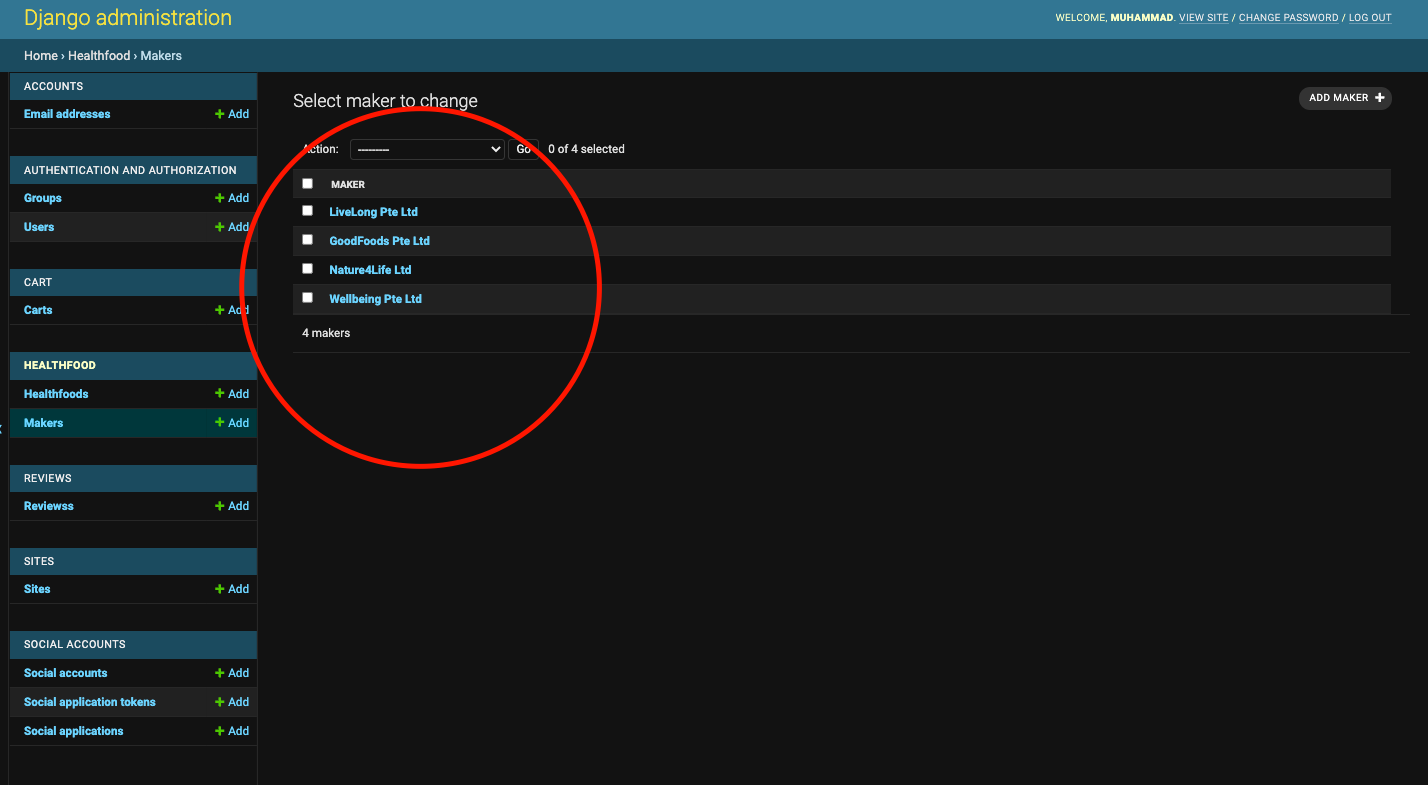 Django administration
WELCOME, MUHAMMAD. VIEW SITE / CHANGE PASSWORD / LOG OUT
Home › Healthfood › Makers
ACCOUNTS
Email addresses + Add
AUTHENTICATION AND AUTHORIZATION
Groups + Add
Users + Add
CART
Carts + Add
HEALTHFOOD
Healthfoods + Add
Makers + Add
REVIEWS
Reviewss + Add
SITES
Sites + Add
SOCIAL ACCOUNTS
Social accounts + Add
Social application tokens + Add
Social applications + Add
Select maker to change
ADD MAKER +
Action: --------- Go 0 of 4 selected
MAKER
LiveLong Pte Ltd
GoodFoods Pte Ltd
Nature4Life Ltd
Wellbeing Pte Ltd
4 makers